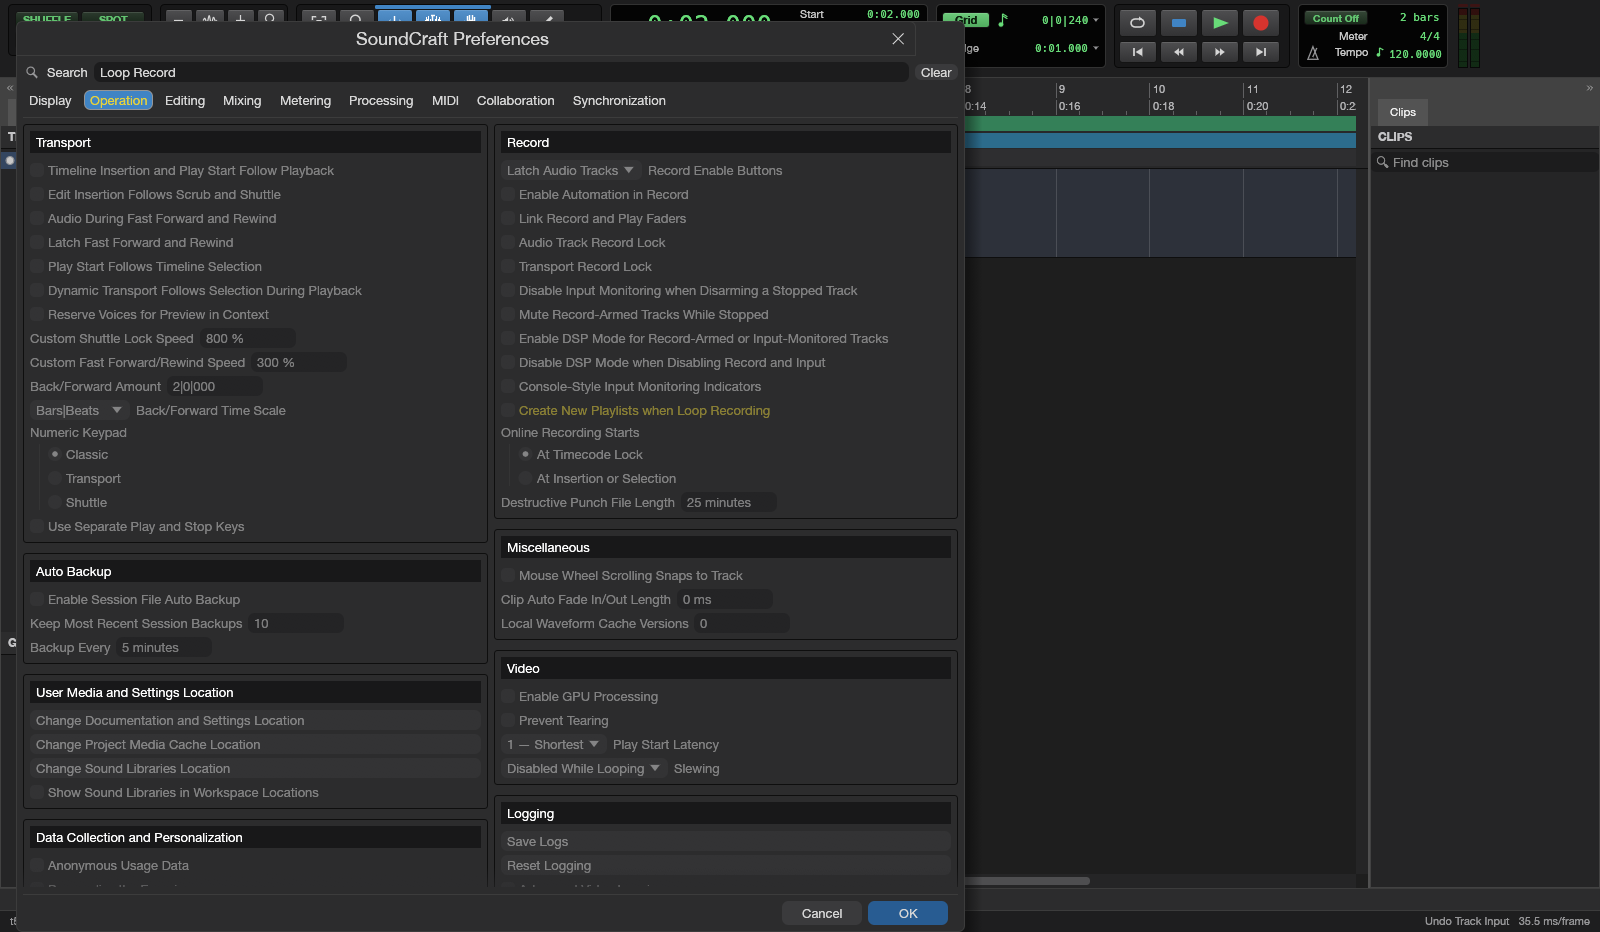 SHUFFLE SPOT
0:02.000
Start 0:02.000
Grid 0|0|240
0:01.000
Count Off 2 bars
Meter 4/4
Tempo 120.0000
SoundCraft Preferences
Search Loop Record Clear
Display Operation Editing Mixing Metering Processing MIDI Collaboration Synchronization
Transport
Timeline Insertion and Play Start Follow Playback
Edit Insertion Follows Scrub and Shuttle
Audio During Fast Forward and Rewind
Latch Fast Forward and Rewind
Play Start Follows Timeline Selection
Dynamic Transport Follows Selection During Playback
Reserve Voices for Preview in Context
Custom Shuttle Lock Speed 800 %
Custom Fast Forward/Rewind Speed 300 %
Back/Forward Amount 2|0|000
Bars|Beats Back/Forward Time Scale
Numeric Keypad
Classic
Transport
Shuttle
Use Separate Play and Stop Keys
Auto Backup
Enable Session File Auto Backup
Keep Most Recent Session Backups 10
Backup Every 5 minutes
User Media and Settings Location
Change Documentation and Settings Location
Change Project Media Cache Location
Change Sound Libraries Location
Show Sound Libraries in Workspace Locations
Data Collection and Personalization
Anonymous Usage Data
Record
Latch Audio Tracks Record Enable Buttons
Enable Automation in Record
Link Record and Play Faders
Audio Track Record Lock
Transport Record Lock
Disable Input Monitoring when Disarming a Stopped Track
Mute Record-Armed Tracks While Stopped
Enable DSP Mode for Record-Armed or Input-Monitored Tracks
Disable DSP Mode when Disabling Record and Input
Console-Style Input Monitoring Indicators
Create New Playlists when Loop Recording
Online Recording Starts
At Timecode Lock
At Insertion or Selection
Destructive Punch File Length 25 minutes
Miscellaneous
Mouse Wheel Scrolling Snaps to Track
Clip Auto Fade In/Out Length 0 ms
Local Waveform Cache Versions 0
Video
Enable GPU Processing
Prevent Tearing
1 — Shortest Play Start Latency
Disabled While Looping Slewing
Logging
Save Logs
Reset Logging
Cancel OK
8 9 10 11 12
0:14 0:16 0:18 0:20 0:2
Clips
CLIPS
Find clips
Undo Track Input 35.5 ms/frame